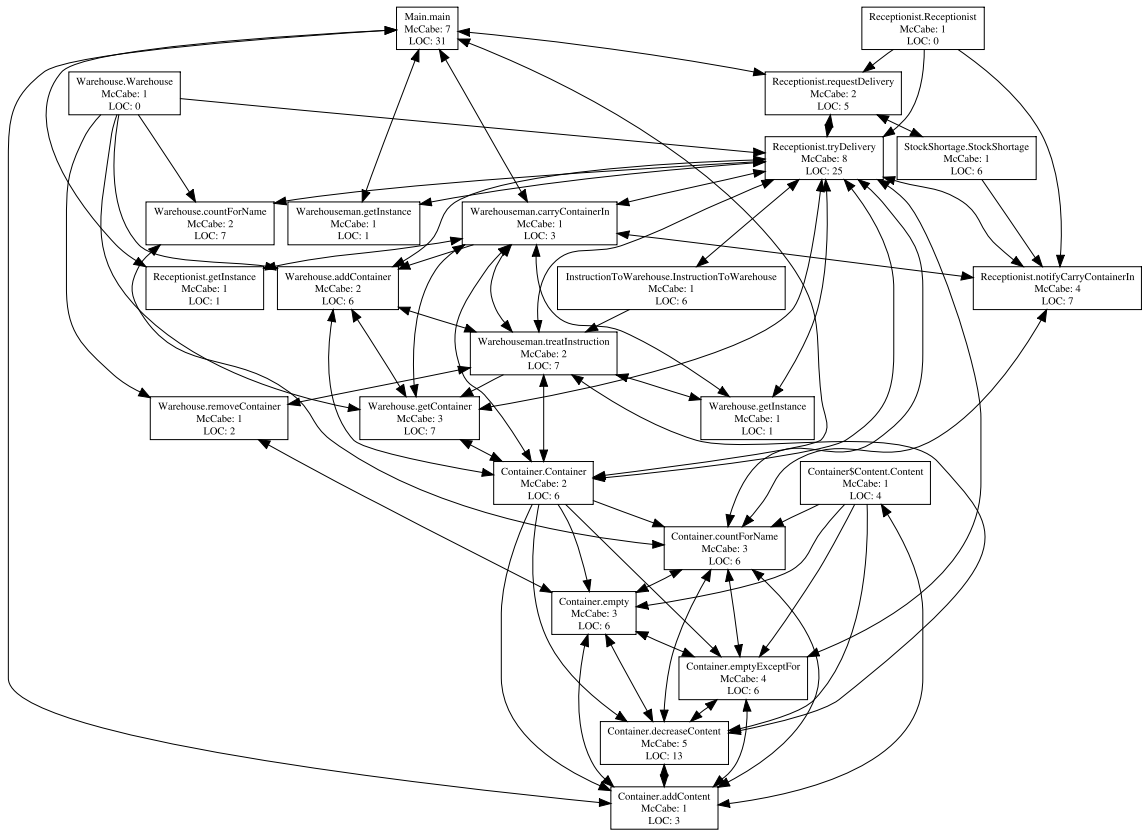 Main.main
McCabe: 7
LOC: 31
Receptionist.Receptionist
McCabe: 1
LOC: 0
Warehouse.Warehouse
McCabe: 1
LOC: 0
Receptionist.requestDelivery
McCabe: 2
LOC: 5
Receptionist.tryDelivery
McCabe: 8
LOC: 25
StockShortage.StockShortage
McCabe: 1
LOC: 6
Warehouse.countForName
McCabe: 2
LOC: 7
Warehouseman.getInstance
McCabe: 1
LOC: 1
Warehouseman.carryContainerIn
McCabe: 1
LOC: 3
Receptionist.getInstance
McCabe: 1
LOC: 1
Warehouse.addContainer
McCabe: 2
LOC: 6
InstructionToWarehouse.InstructionToWarehouse
McCabe: 1
LOC: 6
Receptionist.notifyCarryContainerIn
McCabe: 4
LOC: 7
Warehouseman.treatInstruction
McCabe: 2
LOC: 7
Warehouse.removeContainer
McCabe: 1
LOC: 2
Warehouse.getContainer
McCabe: 3
LOC: 7
Warehouse.getInstance
McCabe: 1
LOC: 1
Container.Container
McCabe: 2
LOC: 6
Container$Content.Content
McCabe: 1
LOC: 4
Container.countForName
McCabe: 3
LOC: 6
Container.empty
McCabe: 3
LOC: 6
Container.emptyExceptFor
McCabe: 4
LOC: 6
Container.decreaseContent
McCabe: 5
LOC: 13
Container.addContent
McCabe: 1
LOC: 3